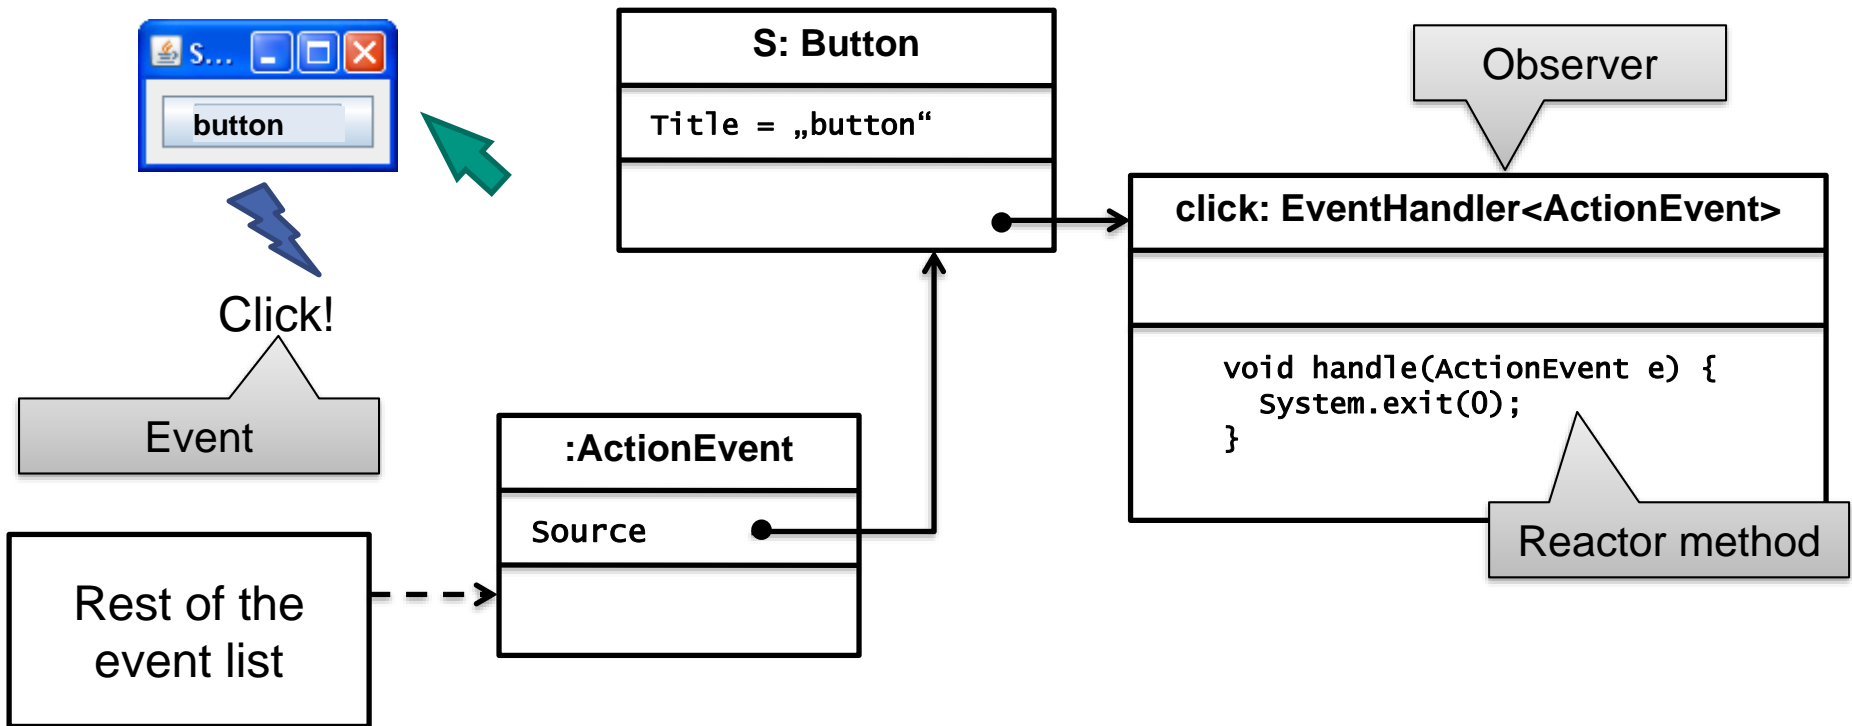 S...
button
Click!
Event
Rest of the
event list
S: Button
Title = „button“
:ActionEvent
Source
Observer
click: EventHandler<ActionEvent>
void handle(ActionEvent e) {
System.exit(0);
}
Reactor method